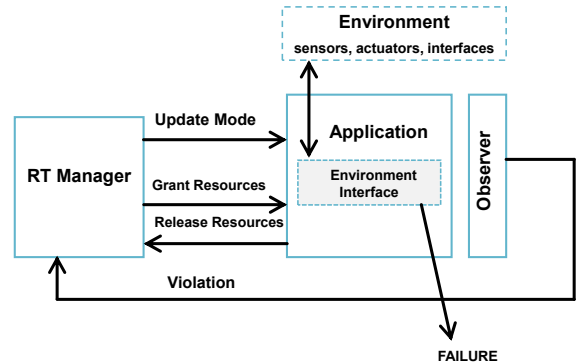 Environment
sensors, actuators, interfaces
Update Mode
Application
RT Manager
Environment
Interface
Observer
Grant Resources
Release Resources
Violation
FAILURE